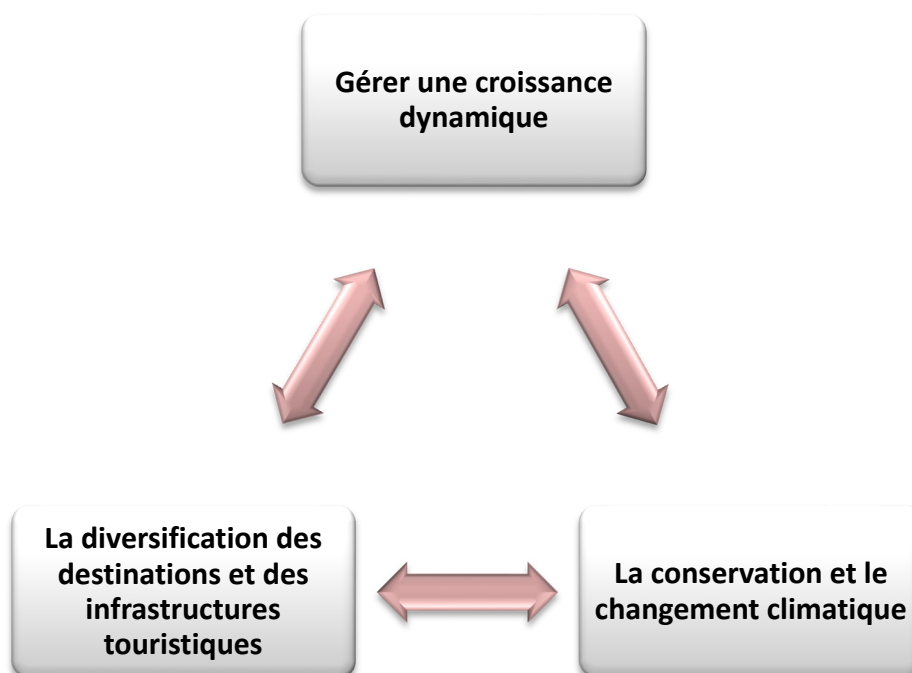 Gérer une croissance
dynamique
La diversification des
destinations et des
infrastructures
touristiques
La conservation et le
changement climatique